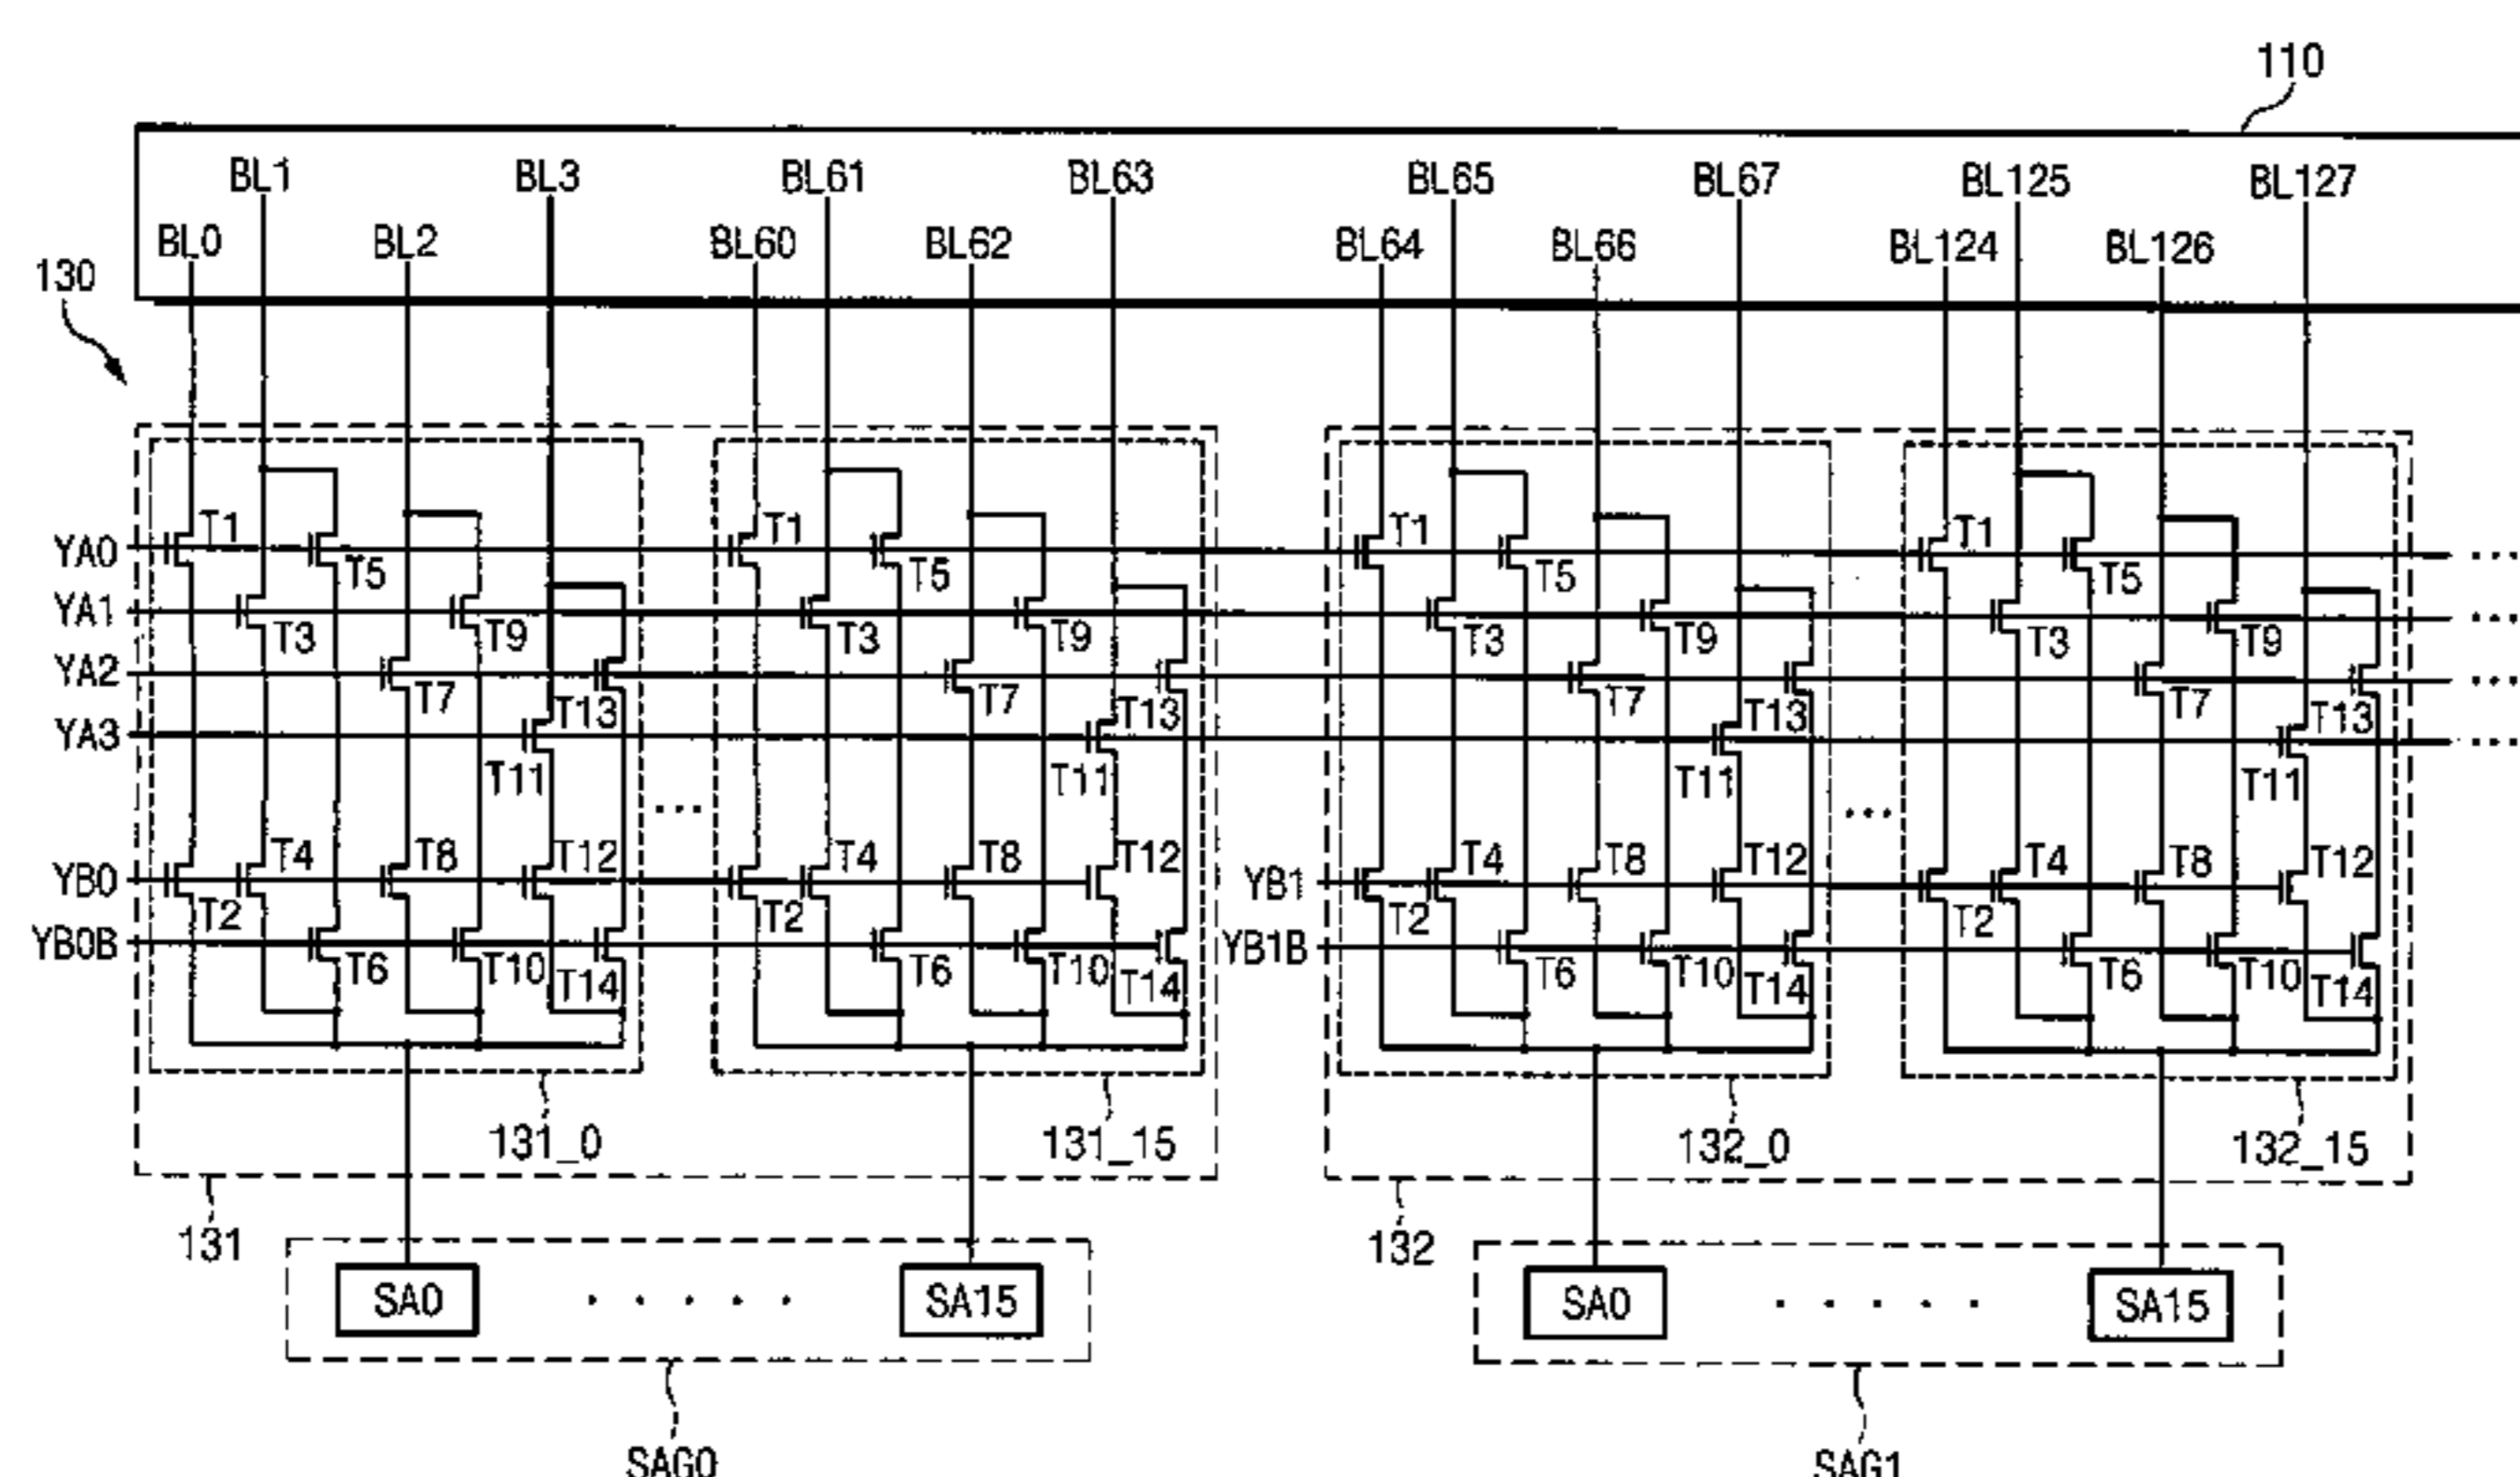 110
BL1 BL3 BL61 BL63 BL65 BL67 BL125 BL127
BL0 BL2 BL60 BL62 BL64 BL66 BL124 BL126
130
T1 T1 T1 T1
YA0 T5 T5 T5 T5 ...
YA1 T3 T9 T3 T9 T3 T9 T3 T9 ...
YA2 T7 T13 T7 T13 T7 T13 T7 T13 ...
YA3 ...
T11 T11 T11 T11
... ...
T4 T8 T12 T4 T8 T12 T4 T8 T12 T4 T8 T12
YB0 YB1
T2 T2 T2 T2
YB0B YB1B
T6 T10 T14 T6 T10 T14 T6 T10 T14 T6 T10 T14
131_0 131_15 132_0 132_15
131 132
SA0 ..... SA15 SA0 ..... SA15
SAG0 SAG1